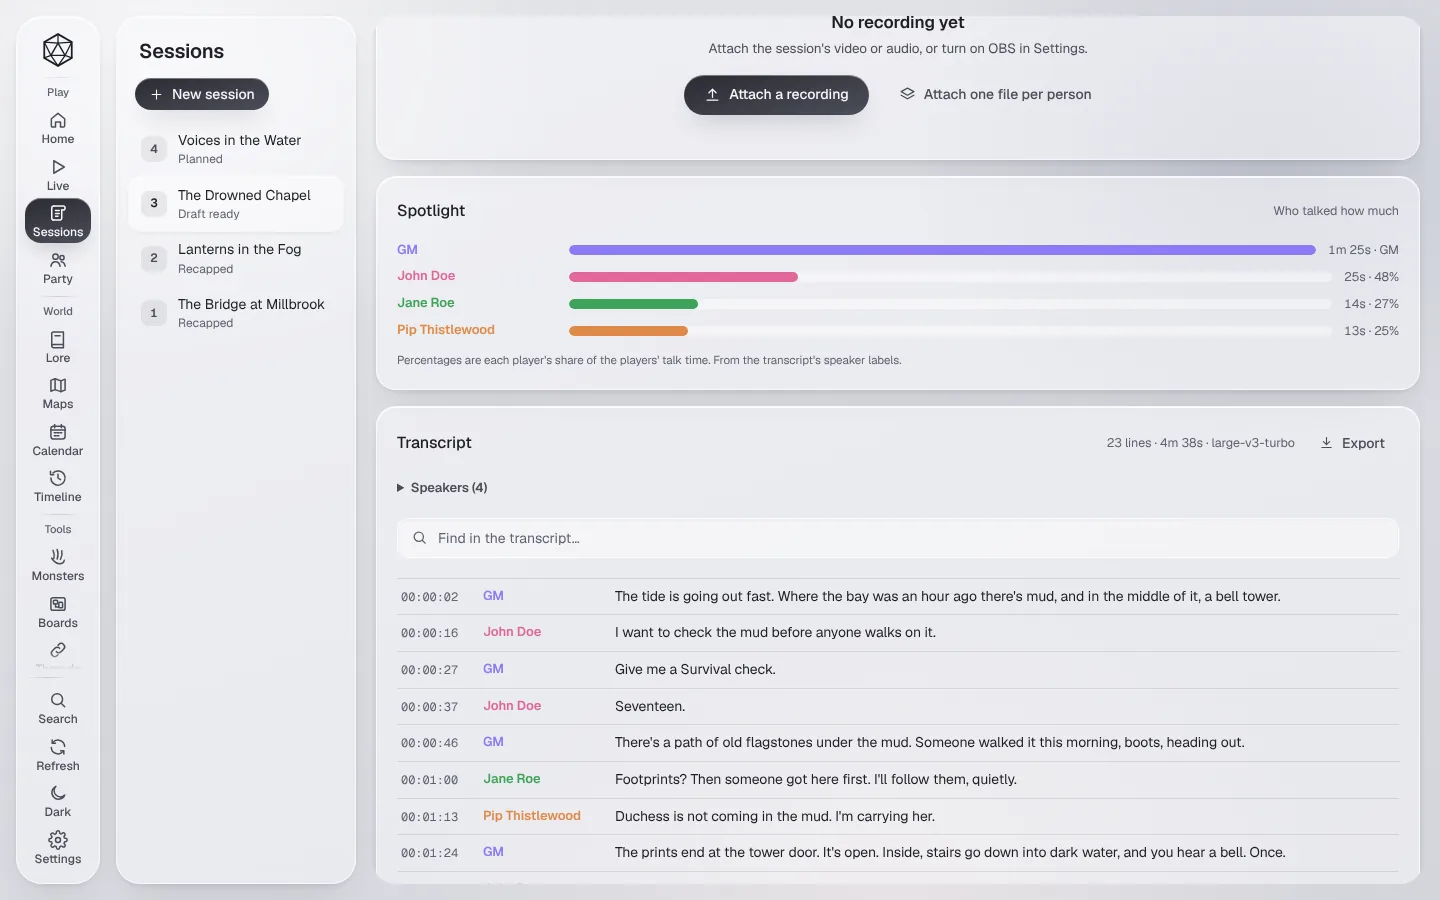 Play
Home
Live
Sessions
Party
World
Lore
Maps
Calendar
Timeline
Tools
Monsters
Boards
Search
Refresh
Dark
Settings
Sessions
+ New session
4 Voices in the Water
Planned
3 The Drowned Chapel
Draft ready
2 Lanterns in the Fog
Recapped
1 The Bridge at Millbrook
Recapped
No recording yet
Attach the session's video or audio, or turn on OBS in Settings.
Attach a recording
Attach one file per person
Spotlight
Who talked how much
GM 1m 25s · GM
John Doe 25s · 48%
Jane Roe 14s · 27%
Pip Thistlewood 13s · 25%
Percentages are each player's share of the players' talk time. From the transcript's speaker labels.
Transcript
23 lines · 4m 38s · large-v3-turbo
Export
Speakers (4)
Find in the transcript...
00:00:02 GM The tide is going out fast. Where the bay was an hour ago there's mud, and in the middle of it, a bell tower.
00:00:16 John Doe I want to check the mud before anyone walks on it.
00:00:27 GM Give me a Survival check.
00:00:37 John Doe Seventeen.
00:00:46 GM There's a path of old flagstones under the mud. Someone walked it this morning, boots, heading out.
00:01:00 Jane Roe Footprints? Then someone got here first. I'll follow them, quietly.
00:01:13 Pip Thistlewood Duchess is not coming in the mud. I'm carrying her.
00:01:24 GM The prints end at the tower door. It's open. Inside, stairs go down into dark water, and you hear a bell. Once.